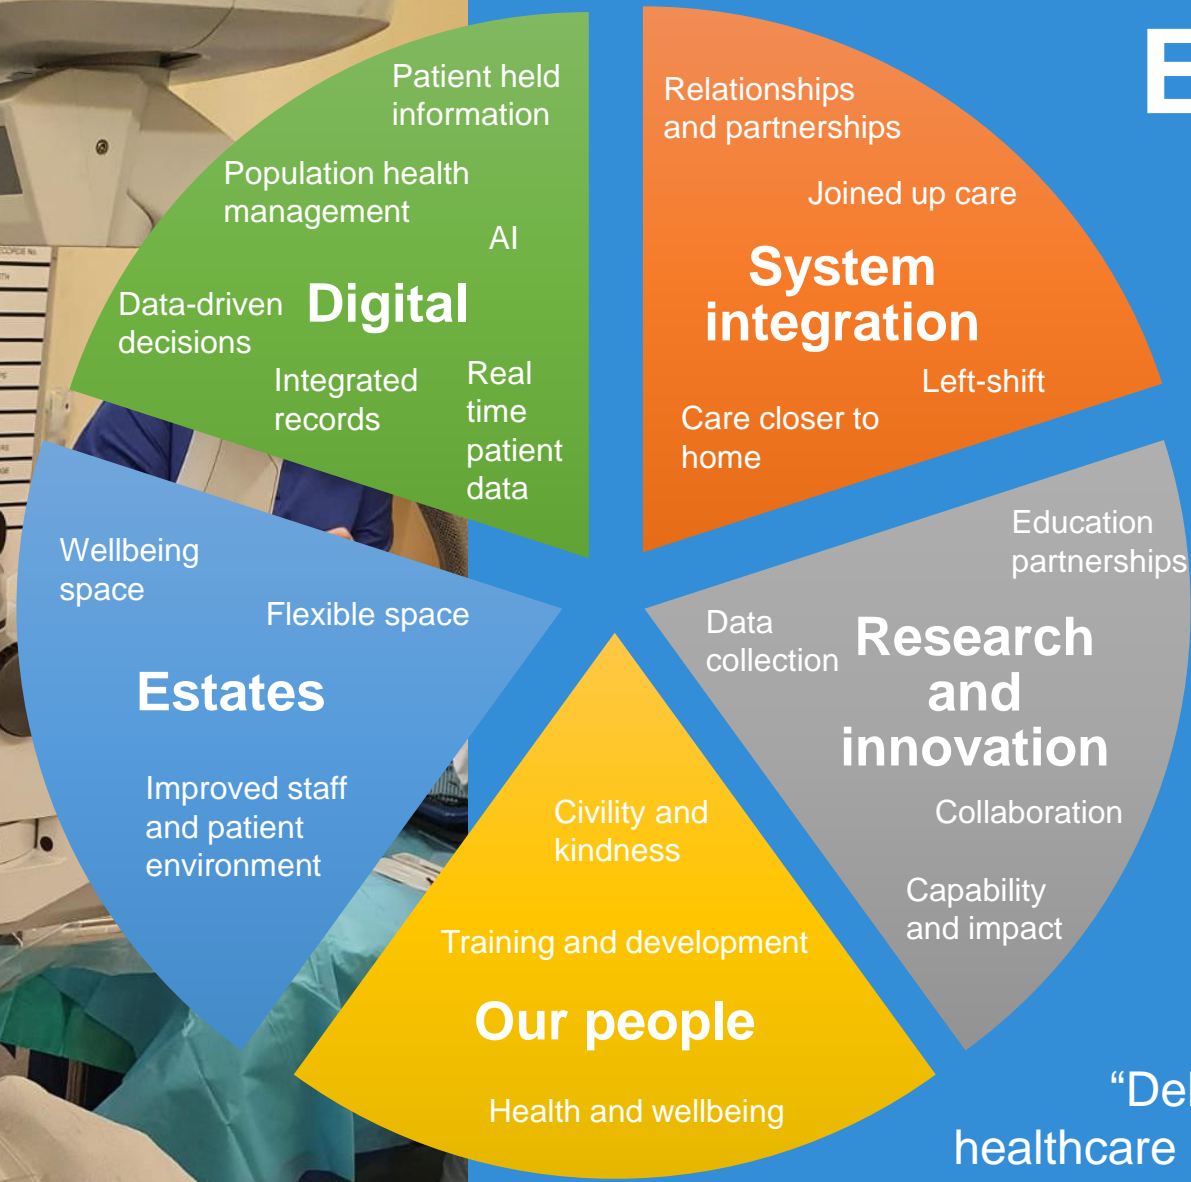 E
Patient held
information
Population health
management
AI
Data-driven
decisions
Digital
Integrated
records
Real
time
patient
data
Relationships
and partnerships
Joined up care
System
integration
Left-shift
Care closer to
home
Education
partnerships
Data
collection
Research
and
innovation
Collaboration
Capability
and impact
Civility and
kindness
Training and development
Our people
Health and wellbeing
Wellbeing
space
Flexible space
Estates
Improved staff
and patient
environment
“Del
healthcare